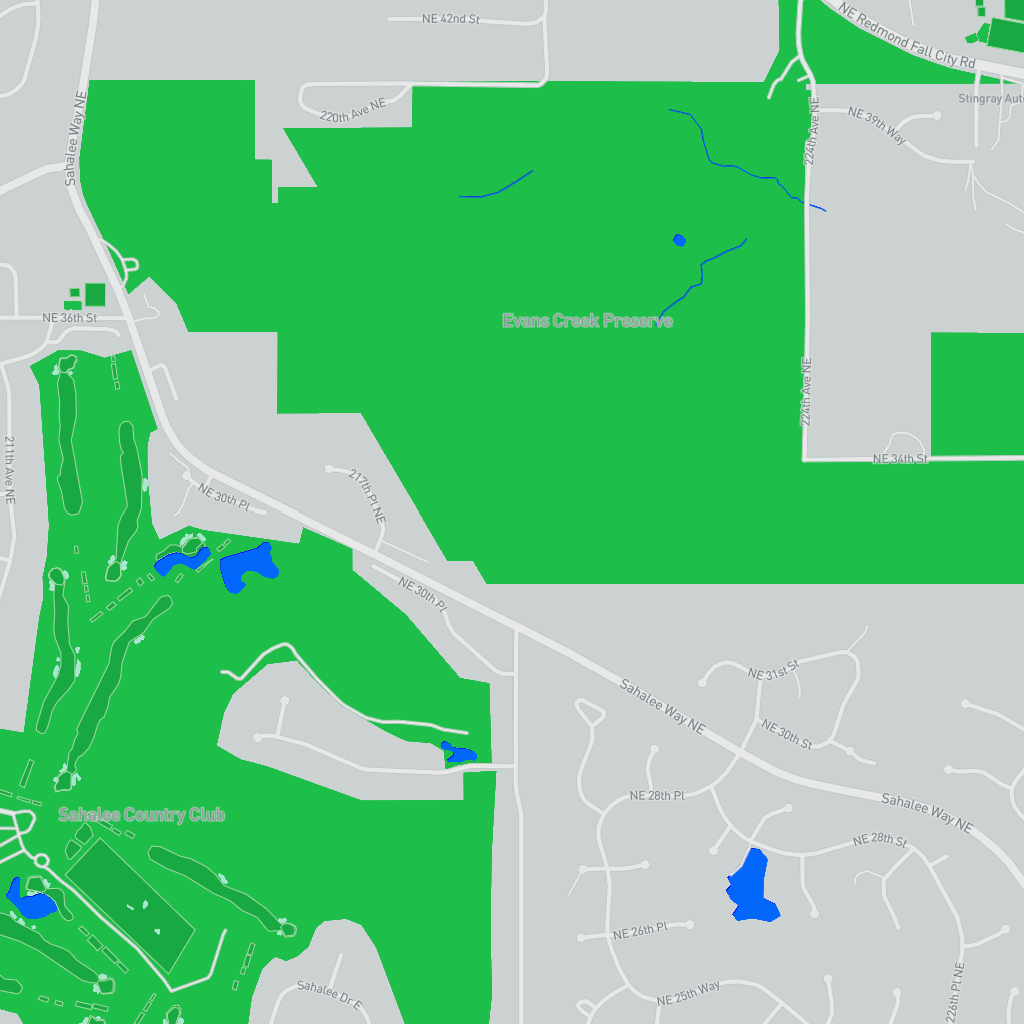 NE 42nd St
NE Redmond Fall City Rd
Stingray Auto
220th Ave NE
Sahalee Way NE
224th Ave NE
NE 39th Way
NE 36th St
Evans Creek Preserve
224th Ave NE
211th Ave NE
NE 34th St
217th Pl NE
NE 30th Pl
NE 30th Pl
NE 31st St
Sahalee Way NE
NE 30th St
NE 28th Pl
Sahalee Way NE
Sahalee Country Club
NE 28th St
NE 26th Pl
Sahalee Dr E
NE 25th Way
226th Pl NE